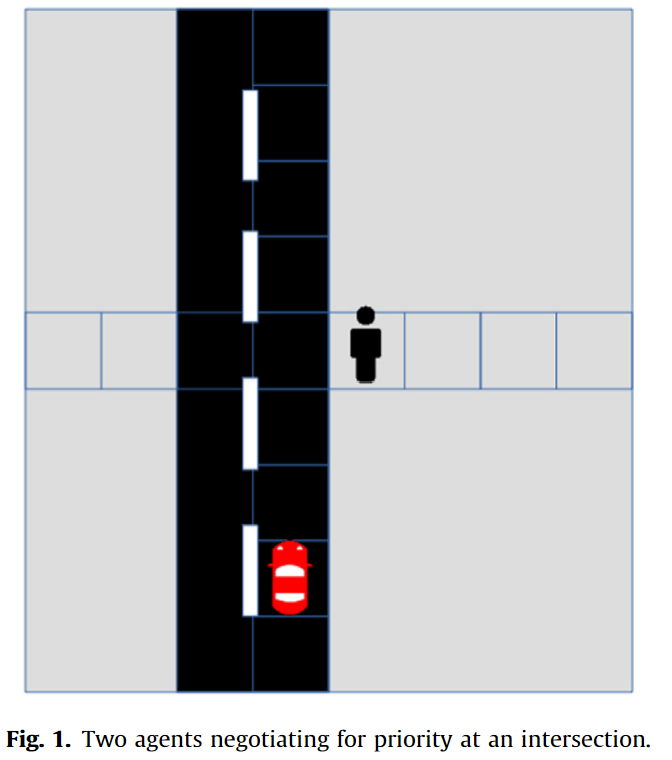 Fig. 1. Two agents negotiating for priority at an intersection.